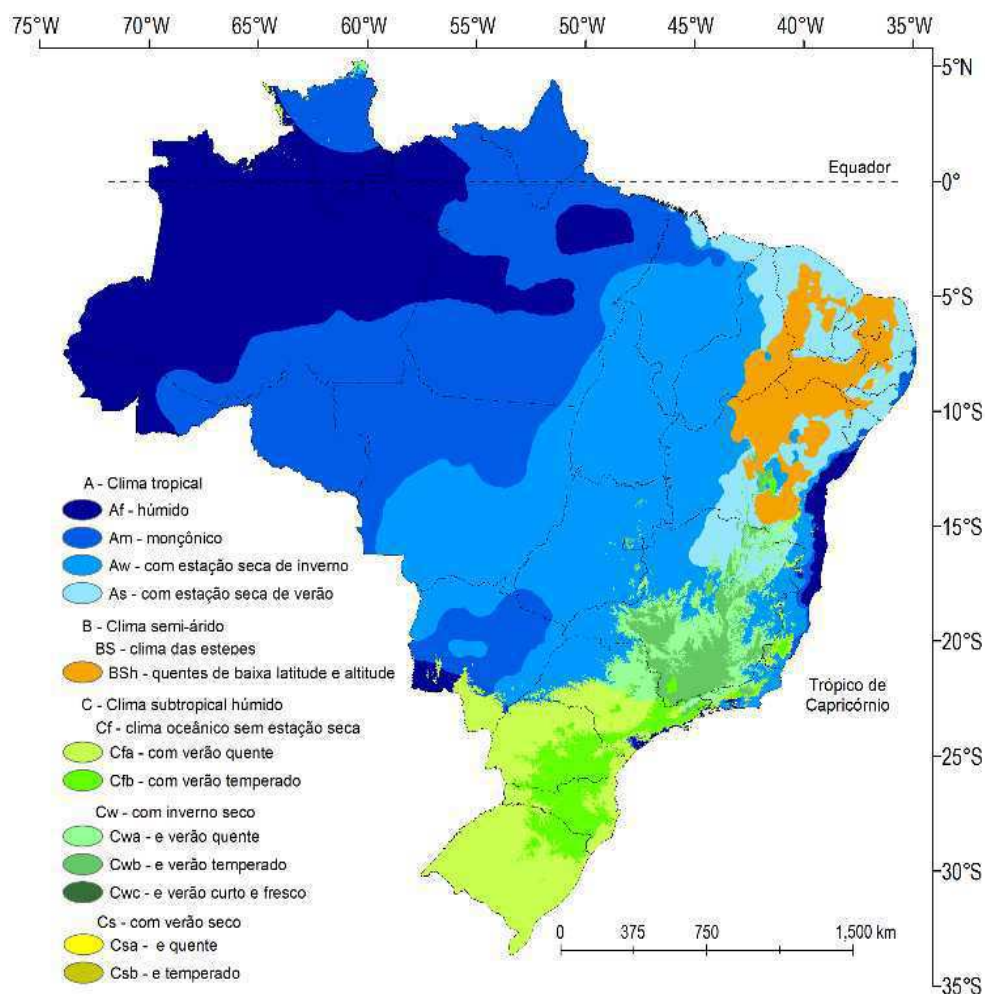 75°W 70°W 65°W 60°W 55°W 50°W 45°W 40°W 35°W
5°N
Equador
0°
5°S
10°S
15°S
20°S
Trópico de
Capricórnio
25°S
30°S
35°S
A - Clima tropical
Af - húmido
Am - monçônico
Aw - com estação seca de inverno
As - com estação seca de verão
B - Clima semi-árido
BS - clima das estepes
BSh - quentes de baixa latitude e altitude
C - Clima subtropical húmido
Cf - clima oceánico sem estação seca
Cfa - com verão quente
Cfb - com verão temperado
Cw - com inverno seco
Cwa - e verão quente
Cwb - e verão temperado
Cwc - e verão curto e fresco
Cs - com verão seco
Csa - e quente
Csb - e temperado
0 375 750 1,500 km